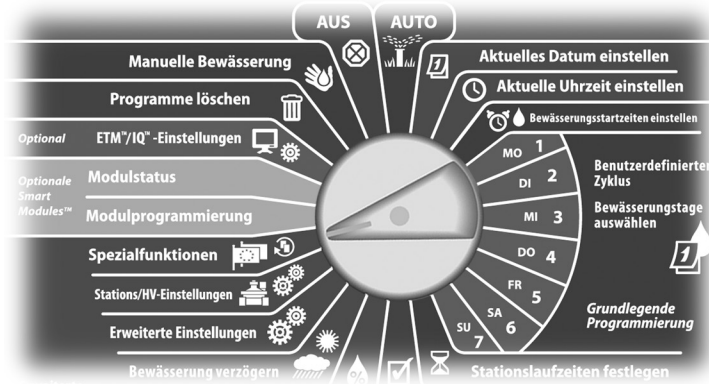 AUS
AUTO
Manuelle Bewässerung
Programme löschen
Optional
ETM™/IQ™ -Einstellungen
Optionale
Smart
Modules™
Modulstatus
Modulprogrammierung
Spezialfunktionen
Stations/HV-Einstellungen
Erweiterte Einstellungen
Bewässerung verzögern
%
1
Aktuelles Datum einstellen
Aktuelle Uhrzeit einstellen
Bewässerungsstartzeiten einstellen
MO 1
DI 2
MI 3
DO 4
FR 5
SA 6
SU 7
Benutzerdefinierter
Zyklus
Bewässerungstage
auswählen
1
Grundlegende
Programmierung
Stationslaufzeiten festlegen